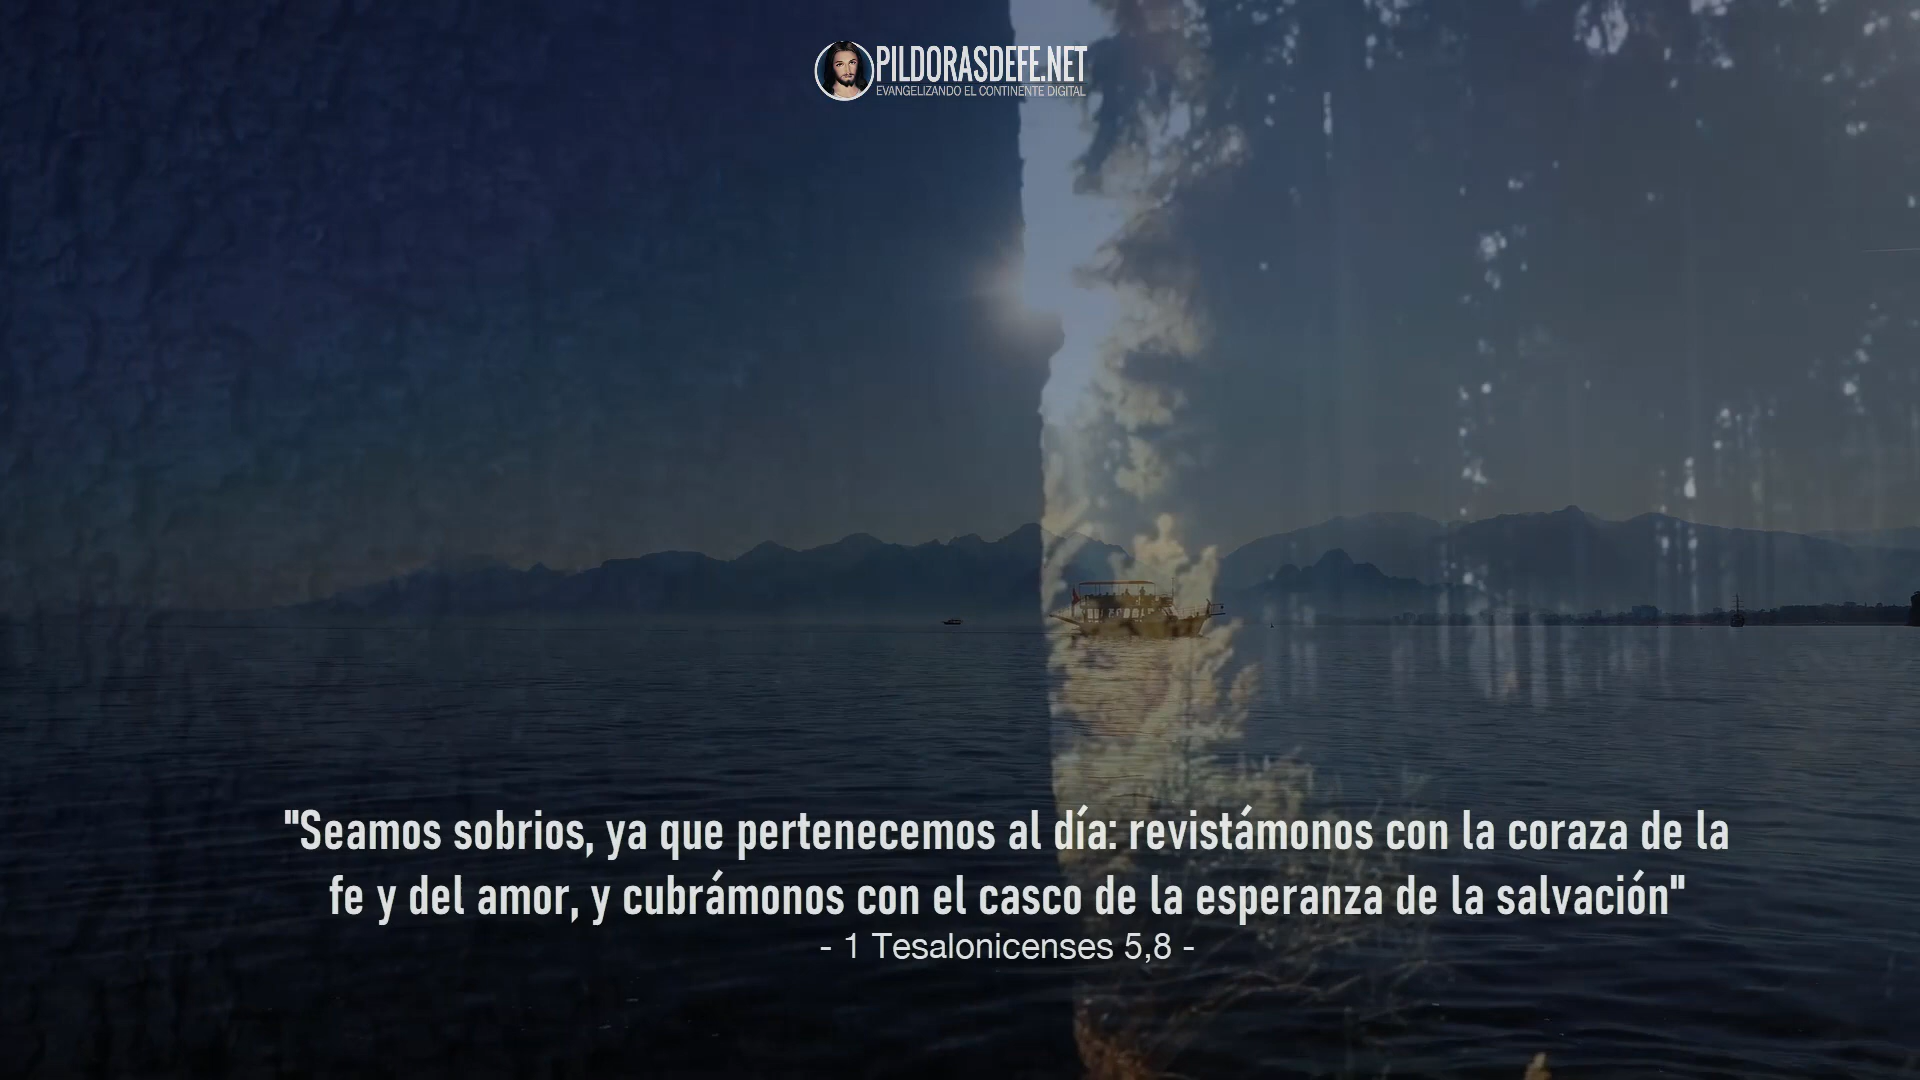 PILDORASDEFE.NET
EVANGELIZANDO EL CONTINENTE DIGITAL
"Seamos sobrios, ya que pertenecemos al día: revistámonos con la coraza de la
fe y del amor, y cubrámonos con el casco de la esperanza de la salvación"
- 1 Tesalonicenses 5,8 -